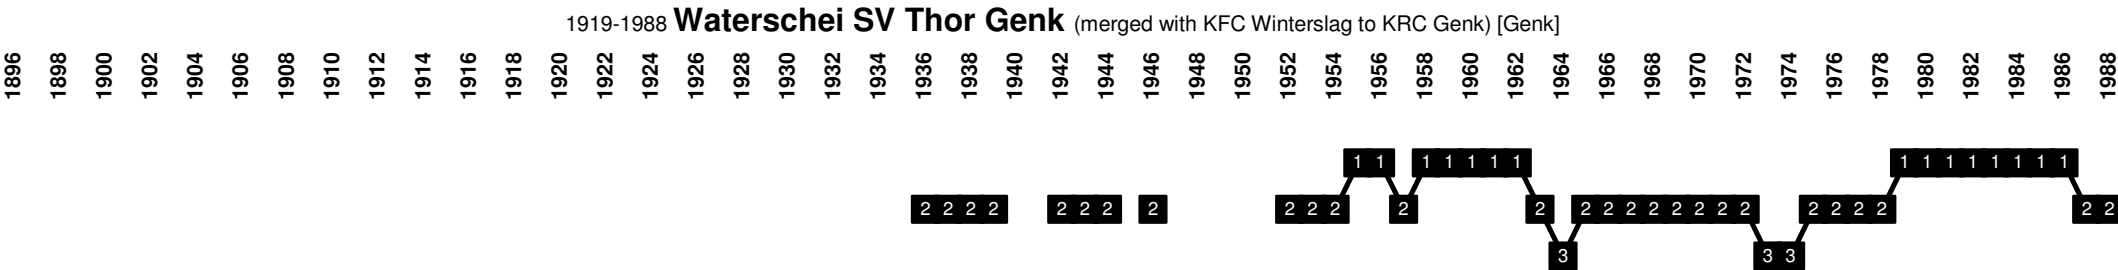 1919-1988 Waterschei SV Thor Genk (merged with KFC Winterslag to KRC Genk) [Genk]
1896 1898 1900 1902 1904 1906 1908 1910 1912 1914 1916 1918 1920 1922 1924 1926 1928 1930 1932 1934 1936 1938 1940 1942 1944 1946 1948 1950 1952 1954 1956 1958 1960 1962 1964 1966 1968 1970 1972 1974 1976 1978 1980 1982 1984 1986 1988
1 1 1 1 1 1 1 1 1 1 1 1 1 1 1
2 2 2 2 2 2 2 2 2 2 2 2 2 2 2 2 2 2 2 2 2 2 2 2 2 2 2
3 3 3